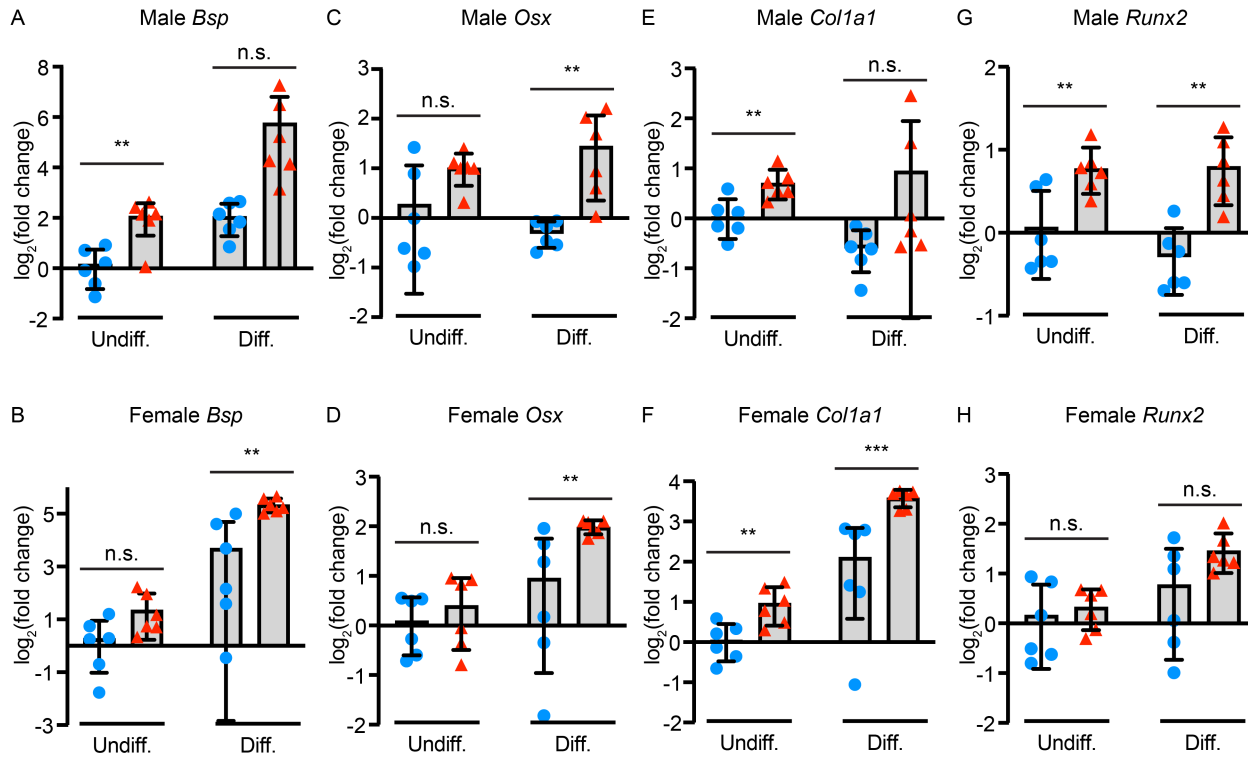 A Male Bsp
log2(fold change)
8
6
4
2
0
-2
**
n.s.
Undiff. Diff.
C Male Osx
log2(fold change)
3
2
1
0
-1
-2
n.s.
**
Undiff. Diff.
E Male Col1a1
log2(fold change)
3
2
1
0
-1
-2
**
n.s.
Undiff. Diff.
G Male Runx2
log2(fold change)
2
1
0
-1
**
**
Undiff. Diff.
B Female Bsp
log2(fold change)
5
3
1
-1
-3
n.s.
**
Undiff. Diff.
D Female Osx
log2(fold change)
3
2
1
0
-1
-2
n.s.
**
Undiff. Diff.
F Female Col1a1
log2(fold change)
4
3
2
1
0
-1
-2
**
***
Undiff. Diff.
H Female Runx2
log2(fold change)
3
2
1
0
-1
-2
n.s.
n.s.
Undiff. Diff.